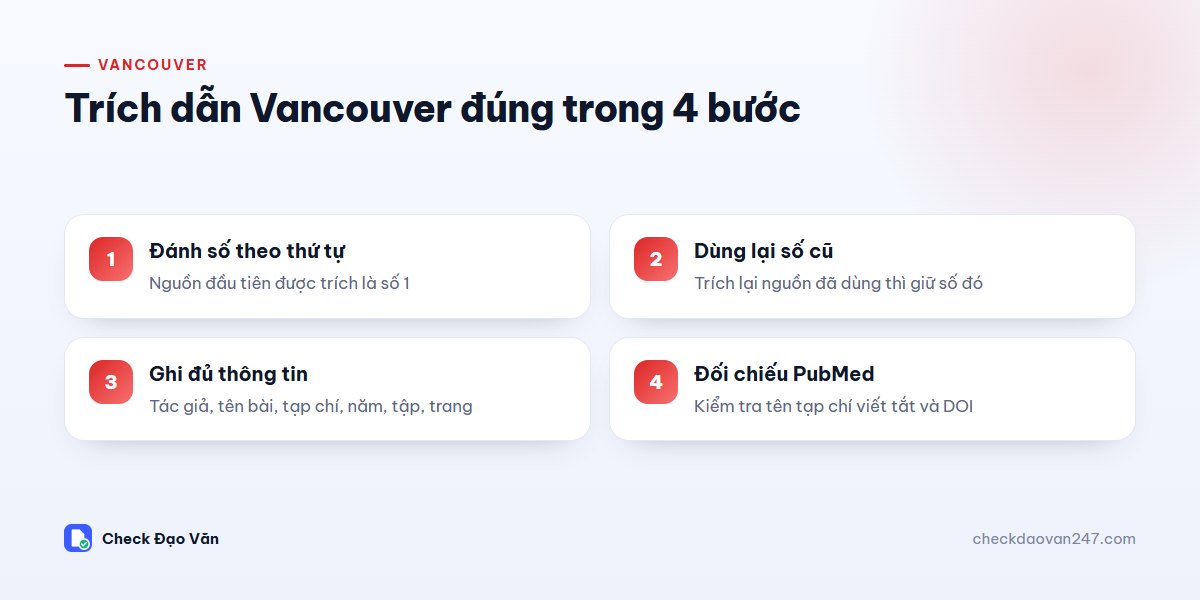 VANCOUVER
Trích dẫn Vancouver đúng trong 4 bước
1
Đánh số theo thứ tự
Nguồn đầu tiên được trích là số 1
2
Dùng lại số cũ
Trích lại nguồn đã dùng thì giữ số đó
3
Ghi đủ thông tin
Tác giả, tên bài, tạp chí, năm, tập, trang
4
Đối chiếu PubMed
Kiểm tra tên tạp chí viết tắt và DOI
Check Đạo Văn
checkdaovan247.com